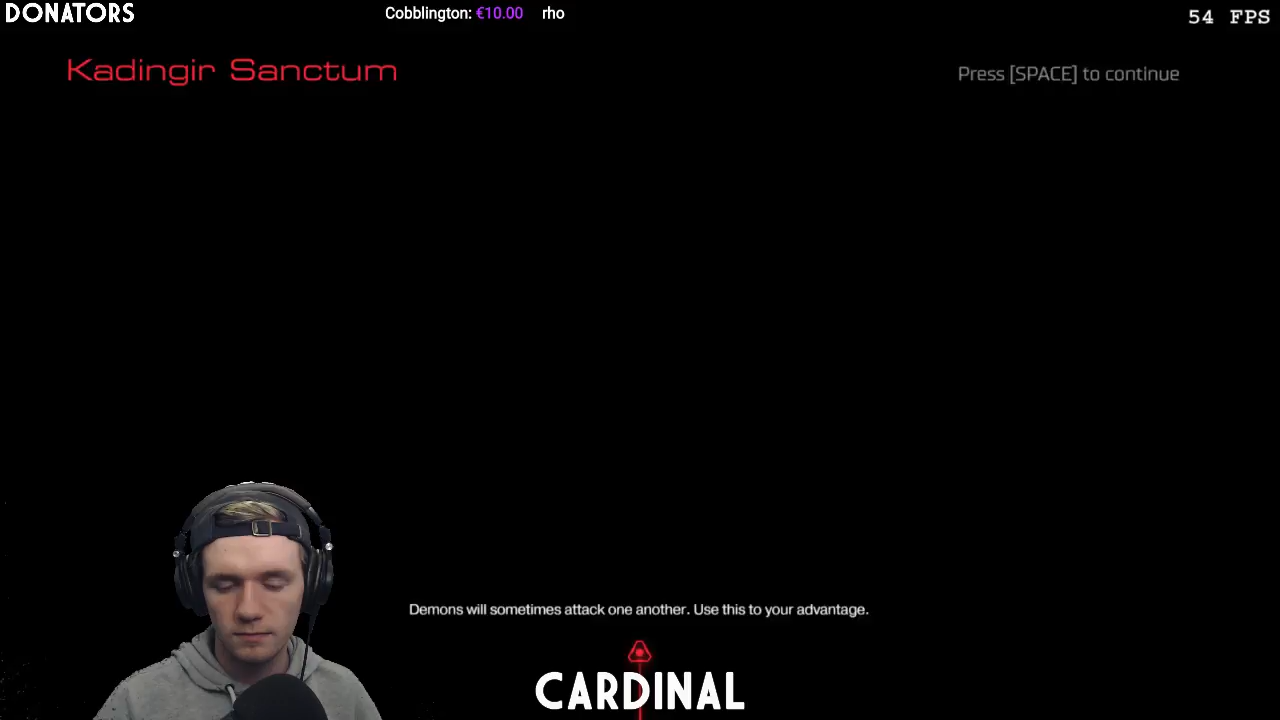 DONATORS
Cobblington: €10.00 rho
54 FPS
Kadingir Sanctum
Press [SPACE] to continue
Demons will sometimes attack one another. Use this to your advantage.
CARDINAL